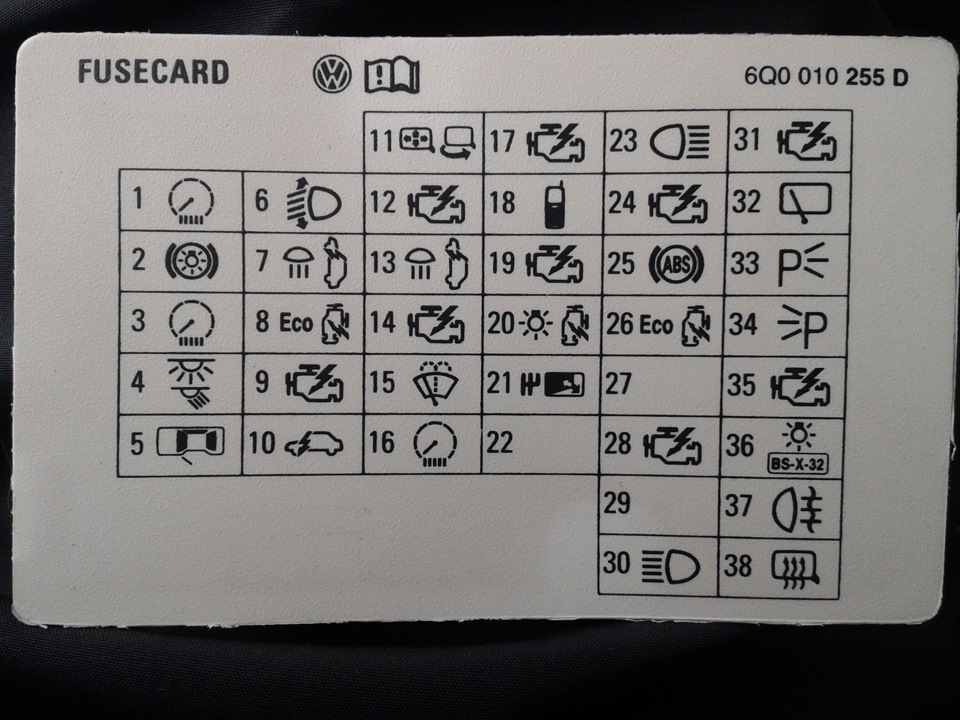 FUSECARD VW 6Q0 010 255 D
11 17 23 31
1 6 12 18 24 32
2 7 13 19 25 ABS 33 P
3 8 Eco 14 20 26 Eco 34 P
4 9 15 21 27 35
5 10 16 22 28 36 BS-X-32
29 37
30 38